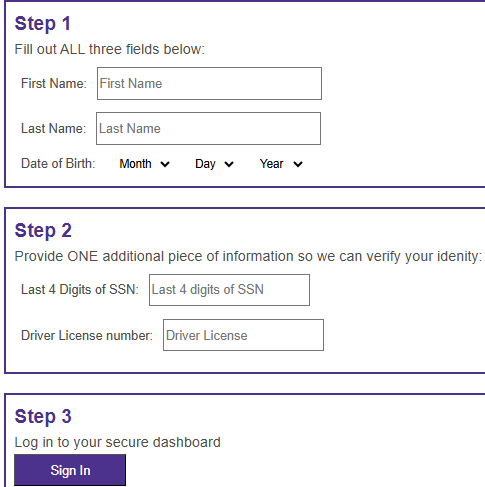 Step 1
Fill out ALL three fields below:
First Name: First Name
Last Name: Last Name
Date of Birth: Month Day Year
Step 2
Provide ONE additional piece of information so we can verify your idenity:
Last 4 Digits of SSN: Last 4 digits of SSN
Driver License number: Driver License
Step 3
Log in to your secure dashboard
Sign In